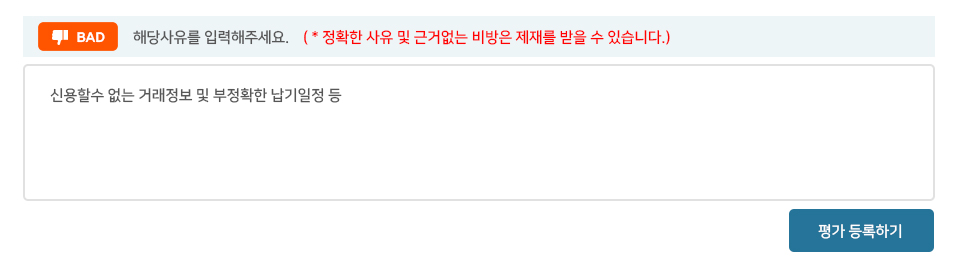 BAD 해당사유를 입력해주세요. ( * 정확한 사유 및 근거없는 비방은 제재를 받을 수 있습니다.)
신용할수 없는 거래정보 및 부정확한 납기일정 등
평가 등록하기